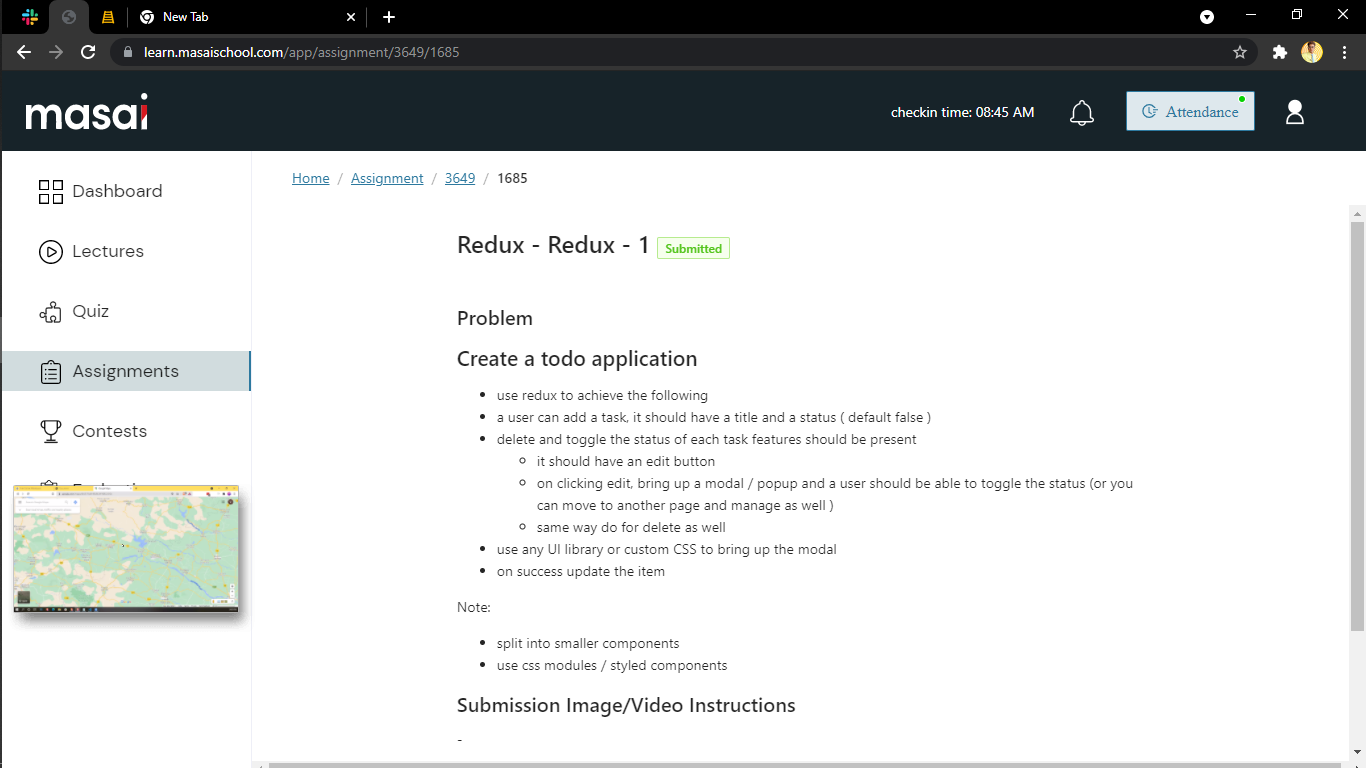 New Tab
learn.masaischool.com/app/assignment/3649/1685
masai
checkin time: 08:45 AM
Attendance
Dashboard
Lectures
Quiz
Assignments
Contests
Home / Assignment / 3649 / 1685
Redux - Redux - 1 Submitted
Problem
Create a todo application
use redux to achieve the following
a user can add a task, it should have a title and a status ( default false )
delete and toggle the status of each task features should be present
it should have an edit button
on clicking edit, bring up a modal / popup and a user should be able to toggle the status (or you
can move to another page and manage as well )
same way do for delete as well
use any UI library or custom CSS to bring up the modal
on success update the item
Note:
split into smaller components
use css modules / styled components
Submission Image/Video Instructions
-